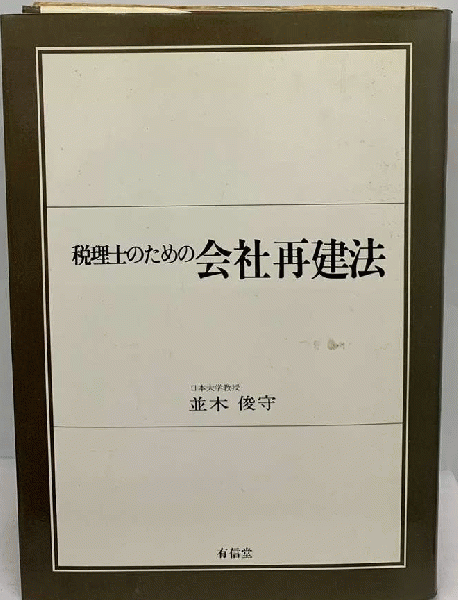 税理士のための会社再建法
日本大学教授
並木 俊守
有信堂